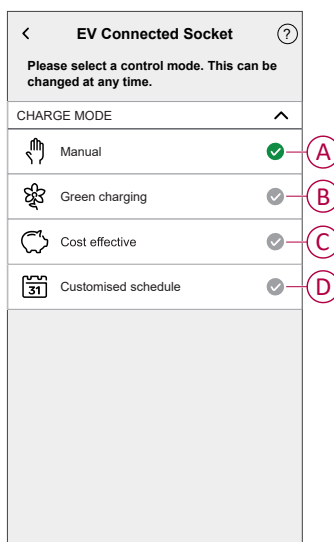 EV Connected Socket
?
Please select a control mode. This can be
changed at any time.
CHARGE MODE
Manual
A
Green charging
B
Cost effective
C
31
Customised schedule
D